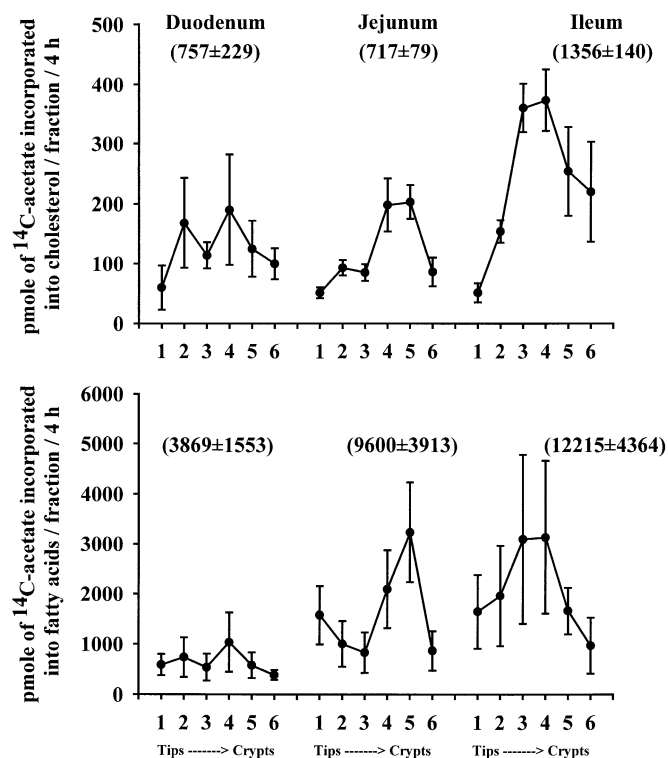 Duodenum Jejunum Ileum
(757±229) (717±79) (1356±140)
pmole of ¹⁴C-acetate incorporated
into cholesterol / fraction / 4 h
500
400
300
200
100
0
1 2 3 4 5 6 1 2 3 4 5 6 1 2 3 4 5 6
(3869±1553) (9600±3913) (12215±4364)
pmole of ¹⁴C-acetate incorporated
into fatty acids / fraction / 4 h
6000
5000
4000
3000
2000
1000
0
1 2 3 4 5 6 1 2 3 4 5 6 1 2 3 4 5 6
Tips -------> Crypts Tips -------> Crypts Tips -------> Crypts